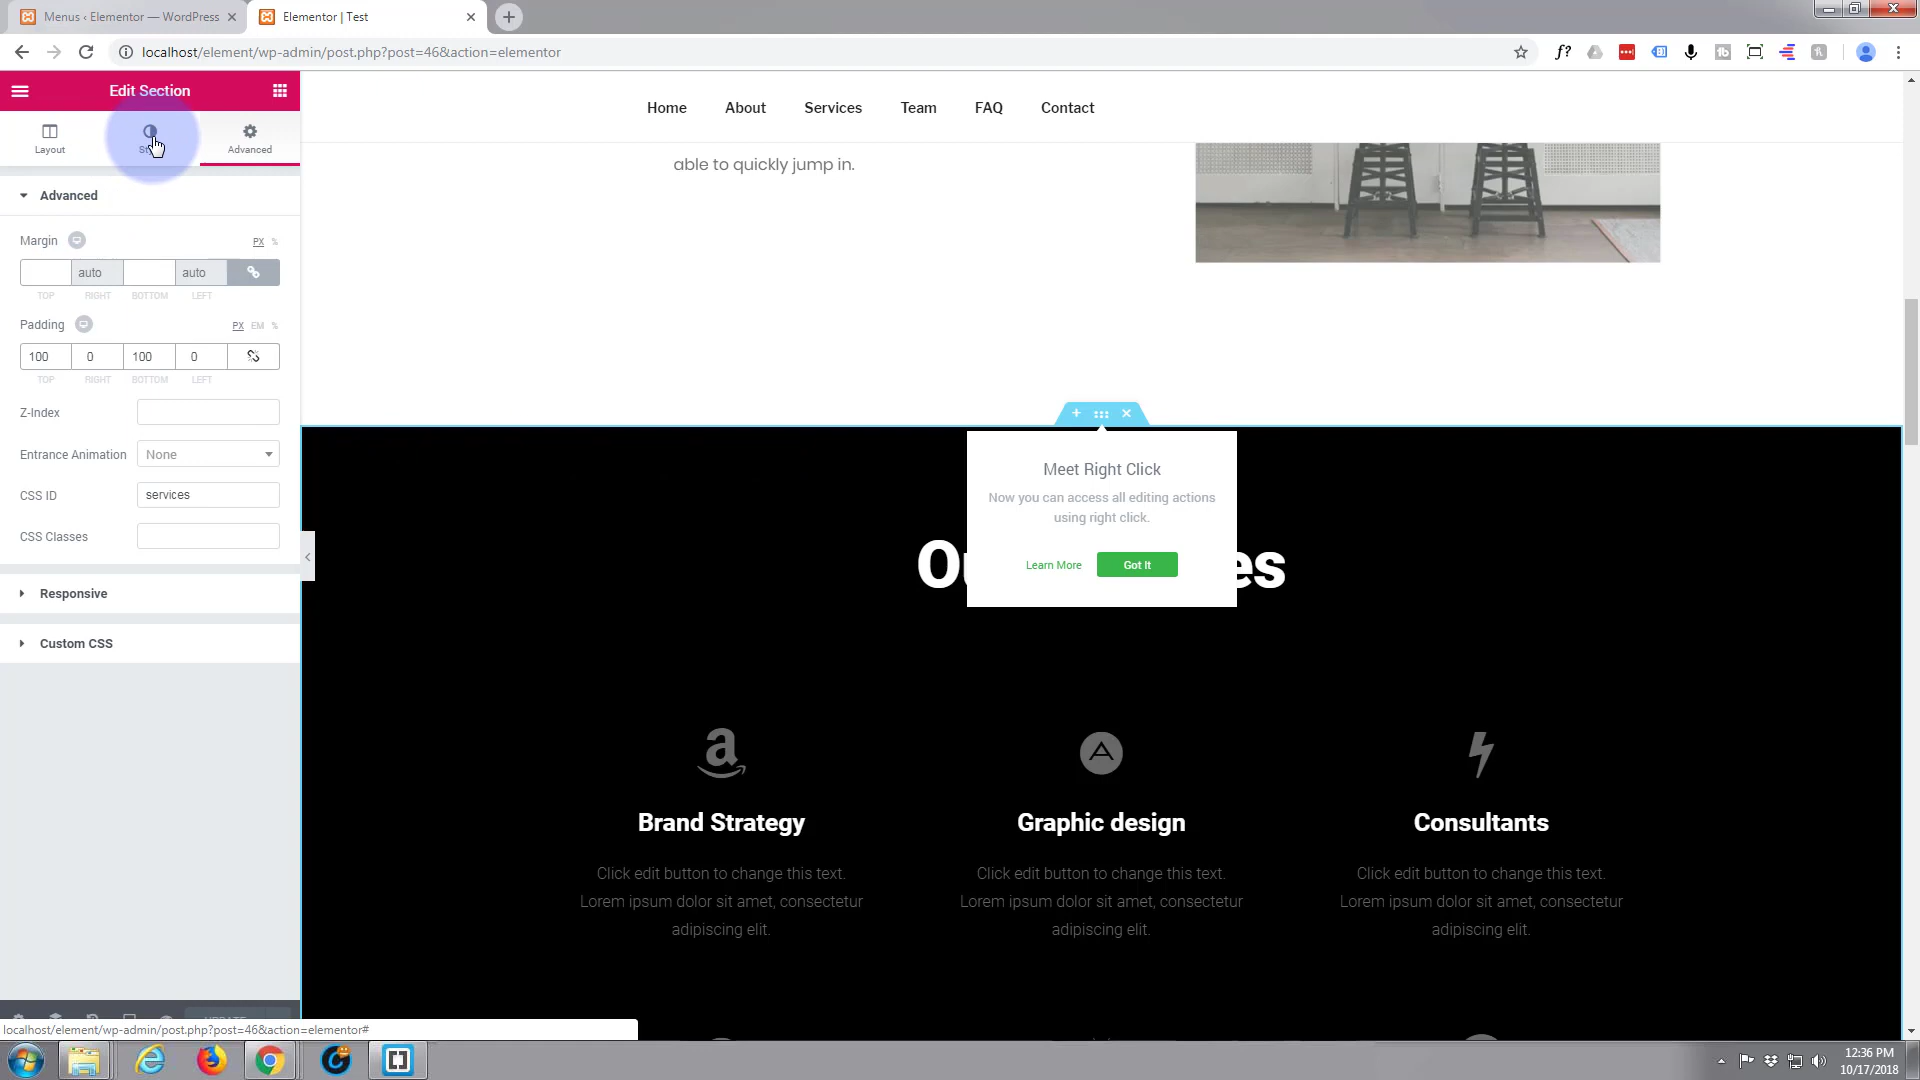 Menus ‹ Elementor — WordPress
Elementor | Test
localhost/element/wp-admin/post.php?post=46&action=elementor
Edit Section
Layout
Advanced
Home
About
Services
Team
FAQ
Contact
able to quickly jump in.
Advanced
Margin
PX
%
auto
auto
TOP
RIGHT
BOTTOM
LEFT
Padding
PX
EM
%
100
0
100
0
TOP
RIGHT
BOTTOM
LEFT
Z-Index
Entrance Animation
None
CSS ID
services
CSS Classes
Responsive
Custom CSS
Meet Right Click
Now you can access all editing actions
using right click.
Learn More
Got It
Brand Strategy
Graphic design
Consultants
Click edit button to change this text.
Lorem ipsum dolor sit amet, consectetur
adipiscing elit.
Click edit button to change this text.
Lorem ipsum dolor sit amet, consectetur
adipiscing elit.
Click edit button to change this text.
Lorem ipsum dolor sit amet, consectetur
adipiscing elit.
localhost/element/wp-admin/post.php?post=46&action=elementor#
12:36 PM
10/17/2018